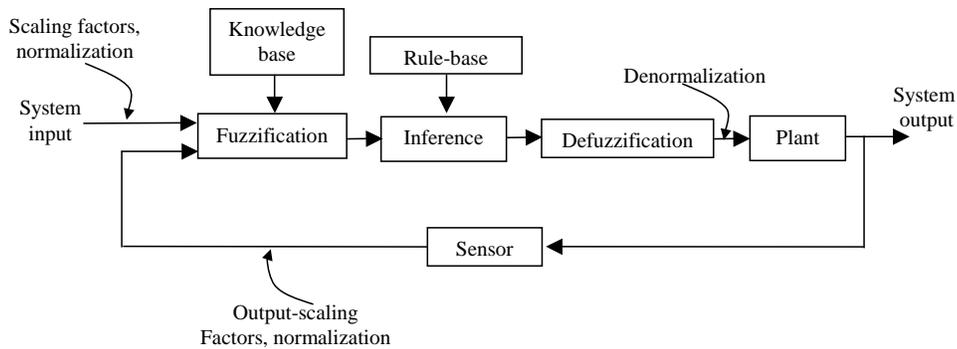 Scaling factors,
normalization
Knowledge
base
Rule-base
Denormalization
System
input
Fuzzification
Inference
Defuzzification
Plant
System
output
Sensor
Output-scaling
Factors, normalization